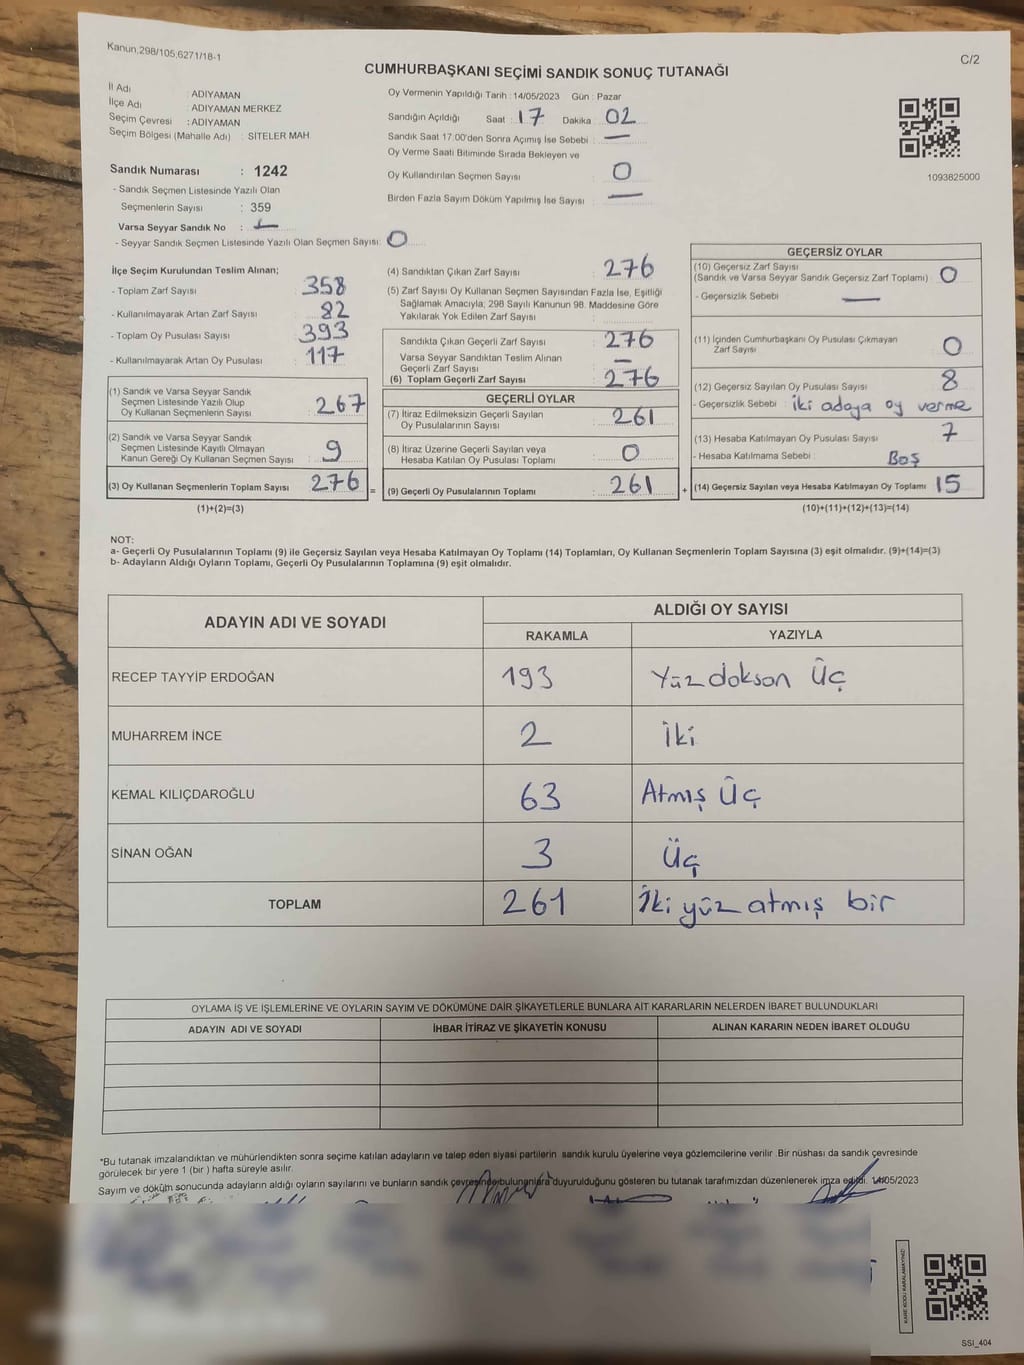 Kanun,298/105,6271/18-1
C/2
CUMHURBAŞKANI SEÇİMİ SANDIK SONUÇ TUTANAĞI
İl Adı : ADIYAMAN
İlçe Adı : ADIYAMAN MERKEZ
Seçim Çevresi : ADIYAMAN
Seçim Bölgesi (Mahalle Adı) : SİTELER MAH.
Sandık Numarası : 1242
- Sandık Seçmen Listesinde Yazılı Olan
Seçmenlerin Sayısı : 359
Varsa Seyyar Sandık No :
- Seyyar Sandık Seçmen Listesinde Yazılı Olan Seçmen Sayısı: 0
Oy Vermenin Yapıldığı Tarih : 14/05/2023 Gün : Pazar
Sandığın Açıldığı Saat : 17 Dakika : 02
Sandık Saat 17.00'den Sonra Açımış İse Sebebi : —
Oy Verme Saati Bitiminde Sırada Bekleyen ve
Oy Kullandırılan Seçmen Sayısı : 0
Birden Fazla Sayım Döküm Yapılmış İse Sayısı : —
1093825000
İlçe Seçim Kurulundan Teslim Alınan;
- Toplam Zarf Sayısı : 358
- Kullanılmayarak Artan Zarf Sayısı : 82
- Toplam Oy Pusulası Sayısı : 393
- Kullanılmayarak Artan Oy Pusulası : 117
(1) Sandık ve Varsa Seyyar Sandık
Seçmen Listesinde Yazılı Olup
Oy Kullanan Seçmenlerin Sayısı : 267
(2) Sandık ve Varsa Seyyar Sandık
Seçmen Listesinde Kayıtlı Olmayan
Kanun Gereği Oy Kullanan Seçmen Sayısı : 9
(3) Oy Kullanan Seçmenlerin Toplam Sayısı : 276 =
(1)+(2)=(3)
(4) Sandıktan Çıkan Zarf Sayısı : 276
(5) Zarf Sayısı Oy Kullanan Seçmen Sayısından Fazla İse, Eşitliği
Sağlamak Amacıyla; 298 Sayılı Kanunun 98. Maddesine Göre
Yakılarak Yok Edilen Zarf Sayısı :
Sandıkta Çıkan Geçerli Zarf Sayısı : 276
Varsa Seyyar Sandıktan Teslim Alınan
Geçerli Zarf Sayısı : —
(6) Toplam Geçerli Zarf Sayısı : 276
GEÇERLİ OYLAR
(7) İtiraz Edilmeksizin Geçerli Sayılan
Oy Pusulalarının Sayısı : 261
(8) İtiraz Üzerine Geçerli Sayılan veya
Hesaba Katılan Oy Pusulası Toplamı : 0
(9) Geçerli Oy Pusulalarının Toplamı : 261 +
GEÇERSİZ OYLAR
(10) Geçersiz Zarf Sayısı
(Sandık ve Varsa Seyyar Sandık Geçersiz Zarf Toplamı) : 0
- Geçersizlik Sebebi : —
(11) İçinden Cumhurbaşkanı Oy Pusulası Çıkmayan
Zarf Sayısı : 0
(12) Geçersiz Sayılan Oy Pusulası Sayısı : 8
- Geçersizlik Sebebi : iki adaya oy verme
(13) Hesaba Katılmayan Oy Pusulası Sayısı : 7
- Hesaba Katılmama Sebebi : Boş
(14) Geçersiz Sayılan veya Hesaba Katılmayan Oy Toplamı : 15
(10)+(11)+(12)+(13)=(14)
NOT:
a- Geçerli Oy Pusulalarının Toplamı (9) ile Geçersiz Sayılan veya Hesaba Katılmayan Oy Toplamı (14) Toplamları, Oy Kullanan Seçmenlerin Toplam Sayısına (3) eşit olmalıdır. (9)+(14)=(3)
b- Adayların Aldığı Oyların Toplamı, Geçerli Oy Pusulalarının Toplamına (9) eşit olmalıdır.
ADAYIN ADI VE SOYADI ALDIĞI OY SAYISI
RAKAMLA YAZIYLA
RECEP TAYYİP ERDOĞAN 193 Yüz dokson Üç
MUHARREM İNCE 2 İki
KEMAL KILIÇDAROĞLU 63 Atmış Üç
SİNAN OĞAN 3 Üç
TOPLAM 261 İki yüz atmış bir
OYLAMA İŞ VE İŞLEMLERİNE VE OYLARIN SAYIM VE DÖKÜMÜNE DAİR ŞİKAYETLERLE BUNLARA AİT KARARLARIN NELERDEN İBARET BULUNDUKLARI
ADAYIN ADI VE SOYADI İHBAR İTİRAZ VE ŞİKAYETİN KONUSU ALINAN KARARIN NEDEN İBARET OLDUĞU
*Bu tutanak imzalandıktan ve mühürlendikten sonra seçime katılan adayların ve talep eden siyasi partilerin sandık kurulu üyelerine veya gözlemcilerine verilir .Bir nüshası da sandık çevresinde
görülecek bir yere 1 (bir ) hafta süreyle asılır.
Sayım ve döküm sonucunda adayların aldığı oyların sayılarını ve bunların sandık çevresinde bulunanlara duyurulduğunu gösteren bu tutanak tarafımızdan düzenlenerek imza edildi. 14/05/2023
KARE KODU KARALAMAYINIZ!
SSİ_404